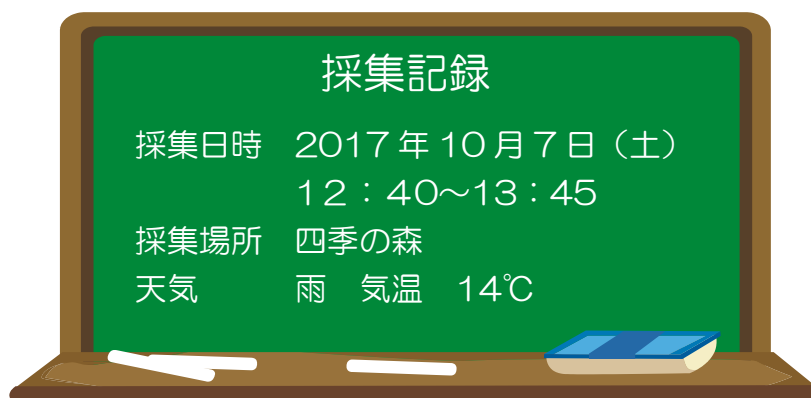 採集記録
採集日時　２０１７年１０月７日（土）
１２：４０～１３：４５
採集場所　四季の森
天気　雨　気温　１４℃